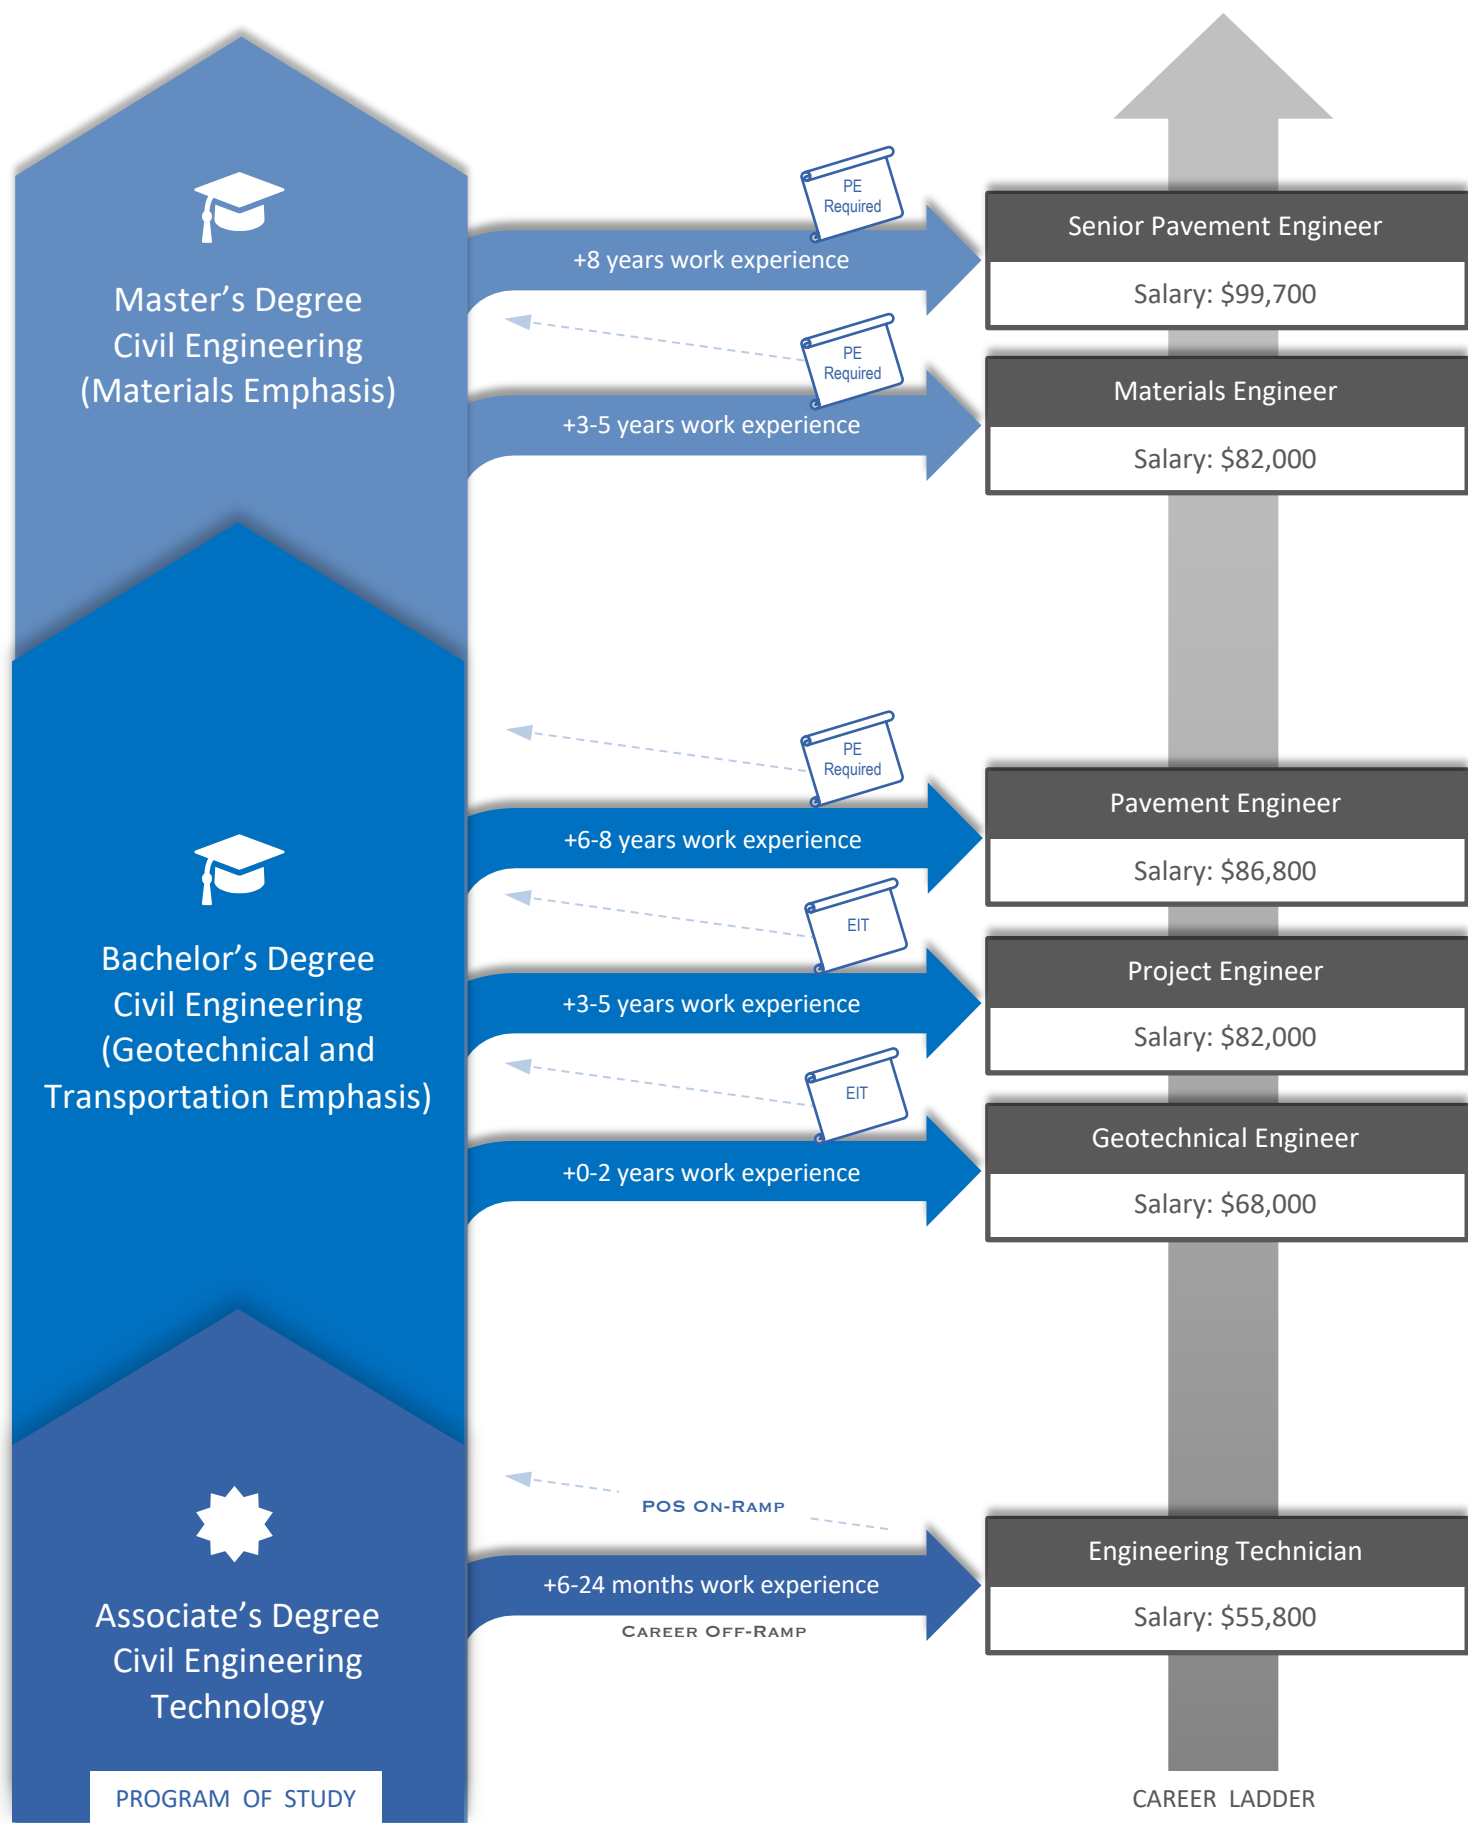 PE
Required
Senior Pavement Engineer
+8 years work experience
Salary: $99,700
Master’s Degree
Civil Engineering
(Materials Emphasis)
PE
Required
Materials Engineer
+3-5 years work experience
Salary: $82,000
PE
Required
Pavement Engineer
+6-8 years work experience
Salary: $86,800
Bachelor’s Degree
Civil Engineering
(Geotechnical and
Transportation Emphasis)
EIT
Project Engineer
+3-5 years work experience
Salary: $82,000
EIT
Geotechnical Engineer
+0-2 years work experience
Salary: $68,000
POS On-Ramp
Engineering Technician
+6-24 months work experience
Salary: $55,800
Career Off-Ramp
Associate’s Degree
Civil Engineering
Technology
PROGRAM OF STUDY
CAREER LADDER